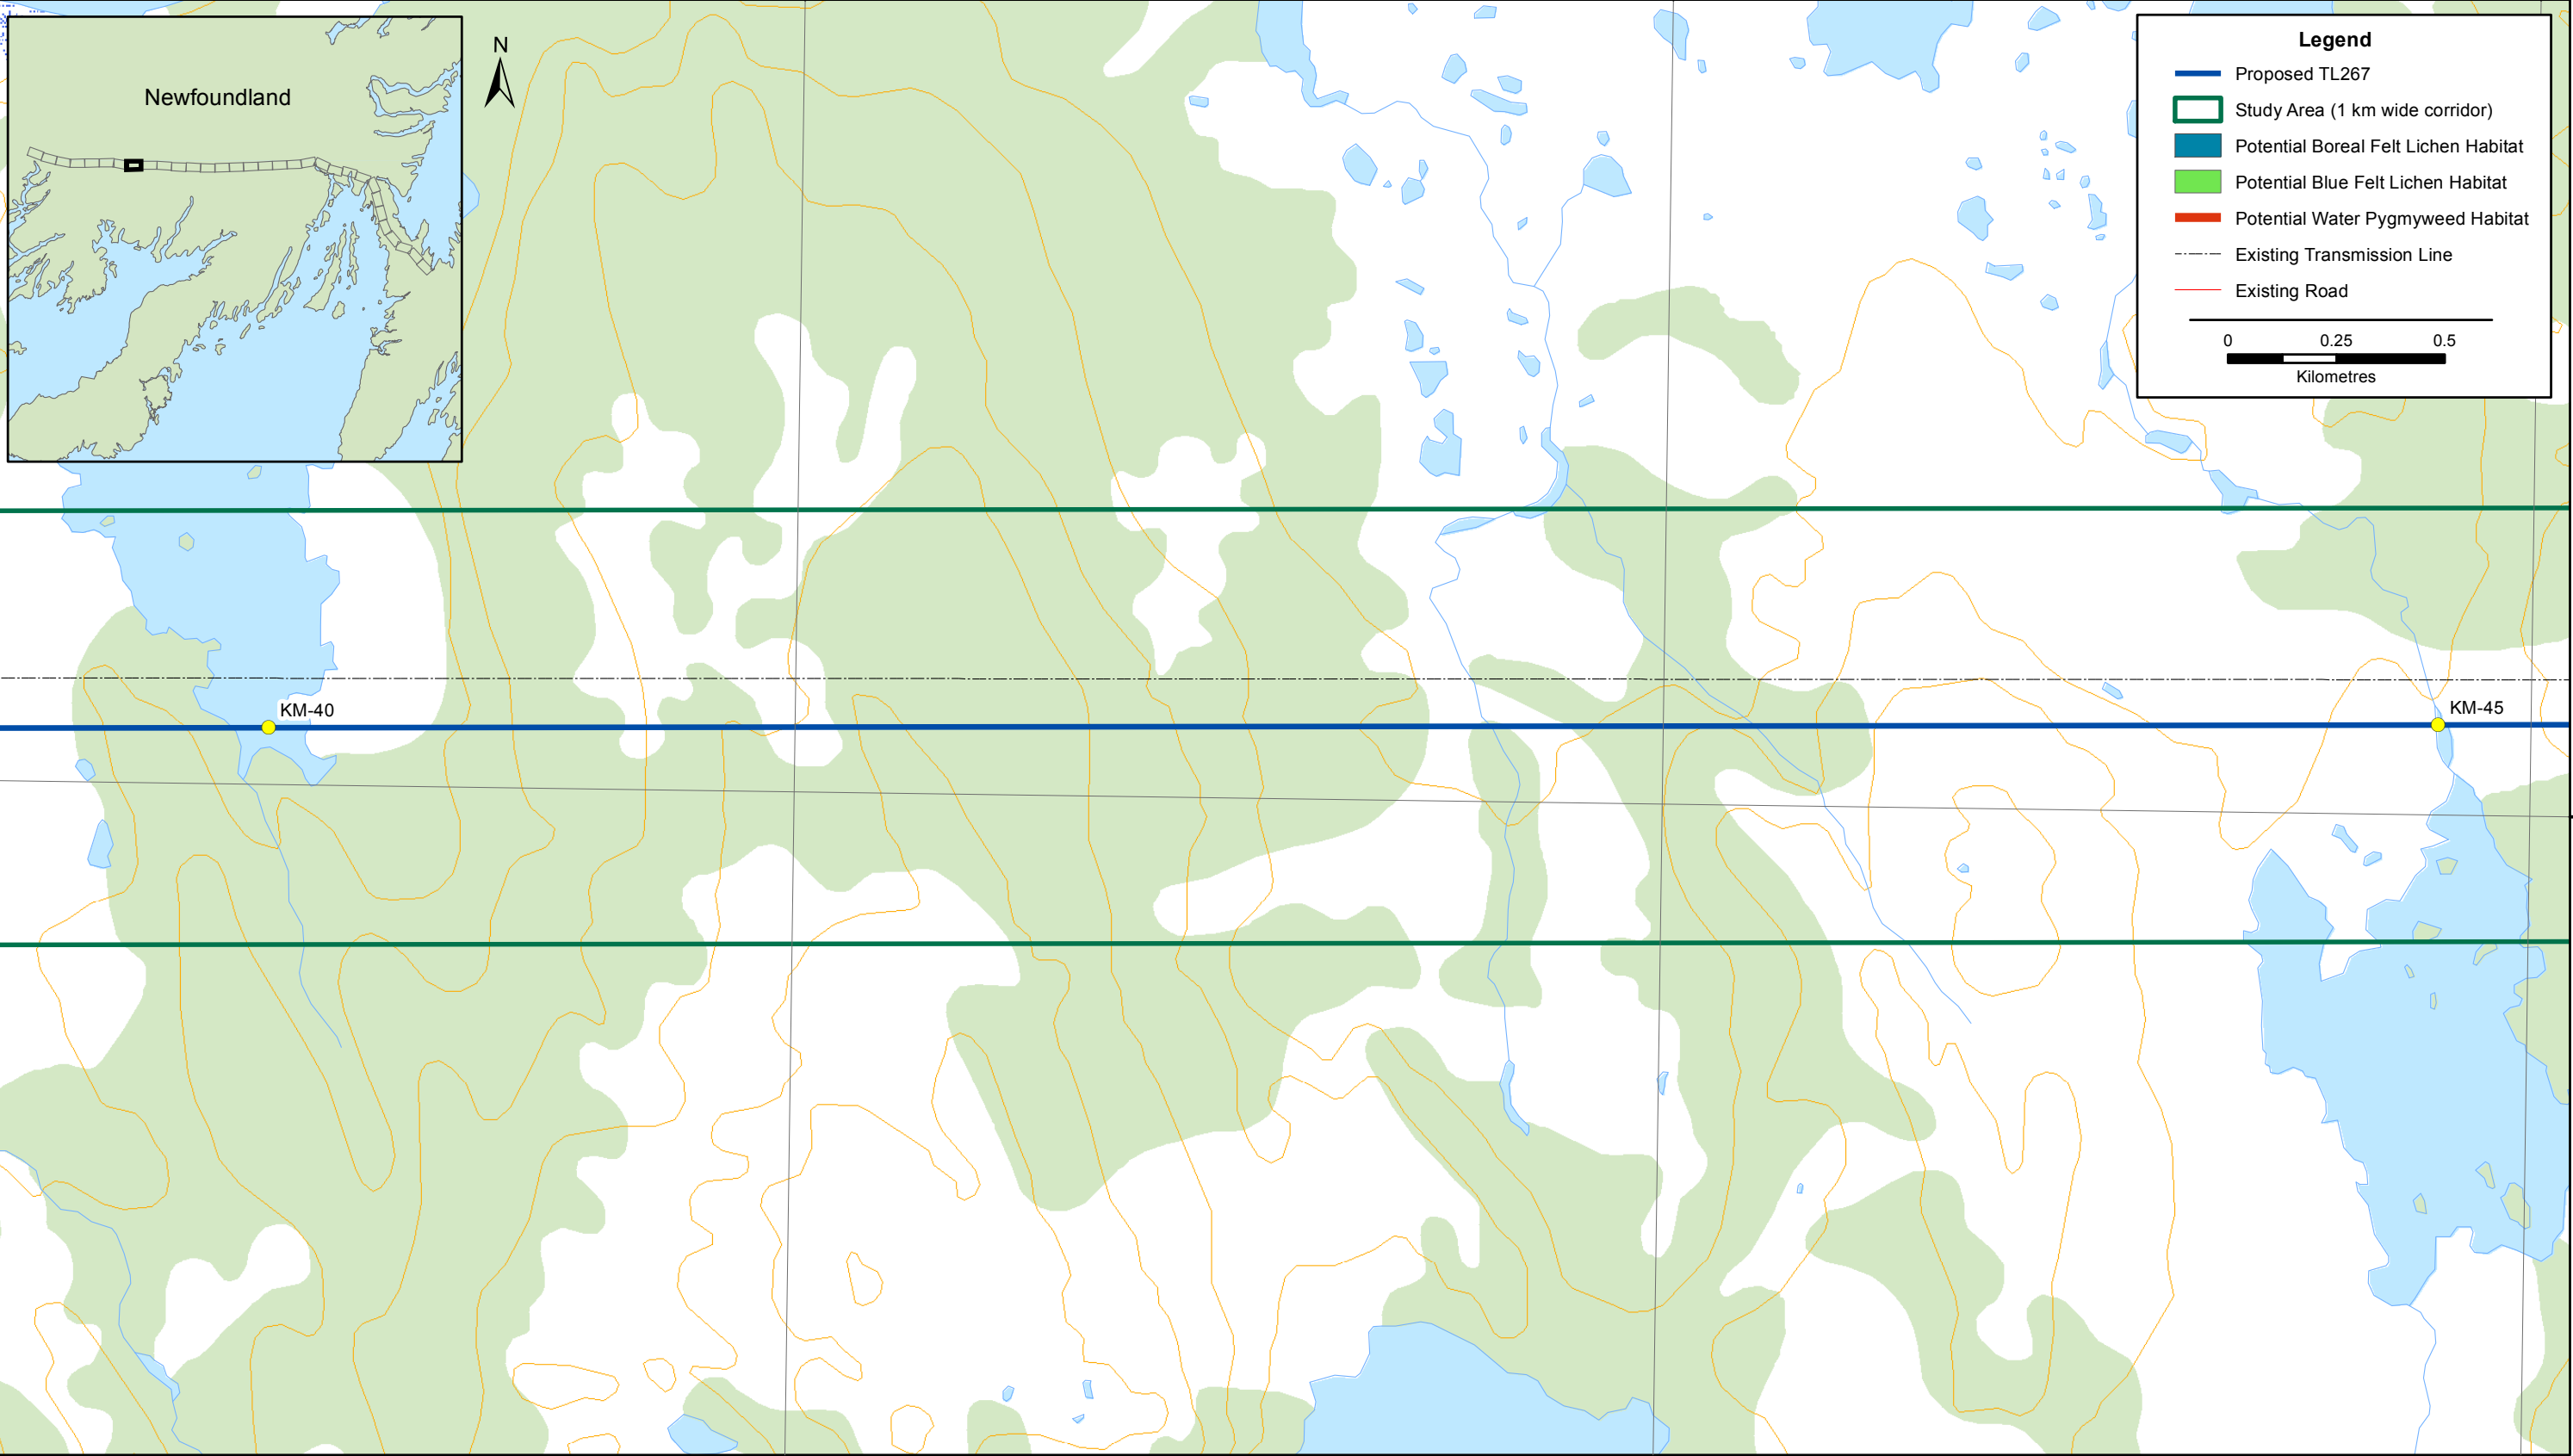 Newfoundland
N
Legend
Proposed TL267
Study Area (1 km wide corridor)
Potential Boreal Felt Lichen Habitat
Potential Blue Felt Lichen Habitat
Potential Water Pygmyweed Habitat
Existing Transmission Line
Existing Road
0 0.25 0.5
Kilometres
KM-40
KM-45